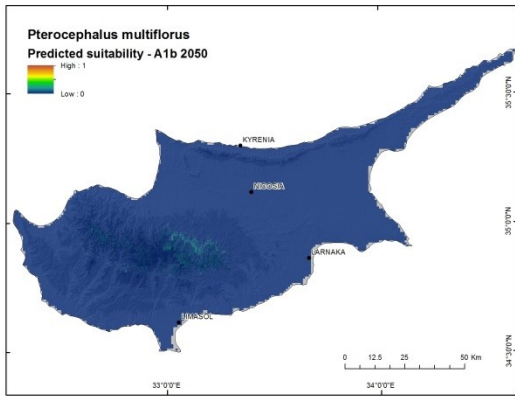 Pterocephalus multiflorus
Predicted suitability - A1b 2050
High : 1
Low : 0
35°30'0"N
KYRENIA
NICOSIA
35°0'0"N
LARNAKA
LIMASOL
34°30'0"N
0 12.5 25 50 Km
33°0'0"E 34°0'0"E